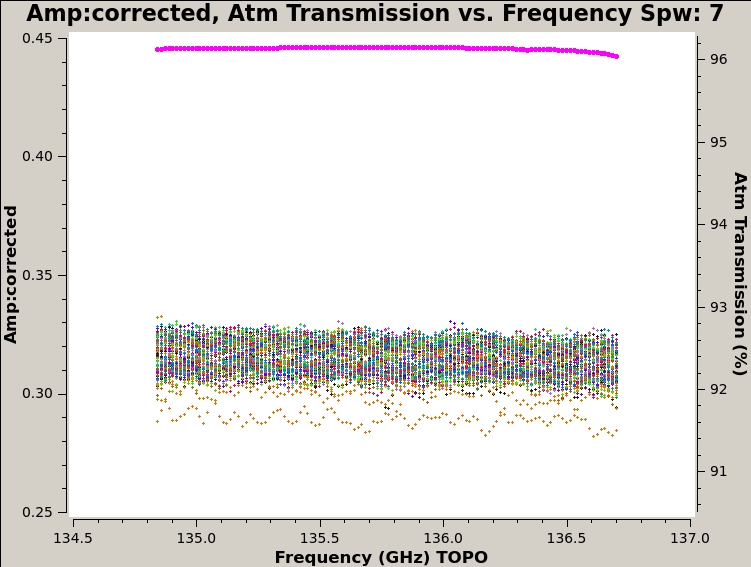 Amp:corrected, Atm Transmission vs. Frequency Spw: 7
0.45
0.40
0.35
0.30
0.25
Amp:corrected
96
95
94
93
92
91
Atm Transmission (%)
134.5 135.0 135.5 136.0 136.5 137.0
Frequency (GHz) TOPO